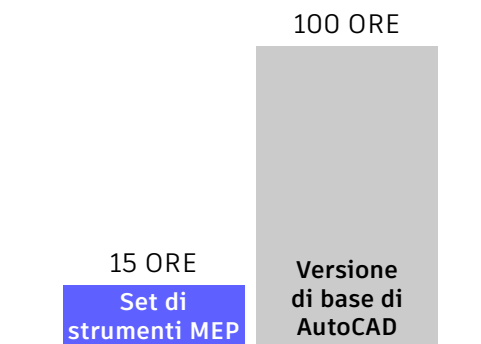 100 ORE
15 ORE
Set di
strumenti MEP
Versione
di base di
AutoCAD